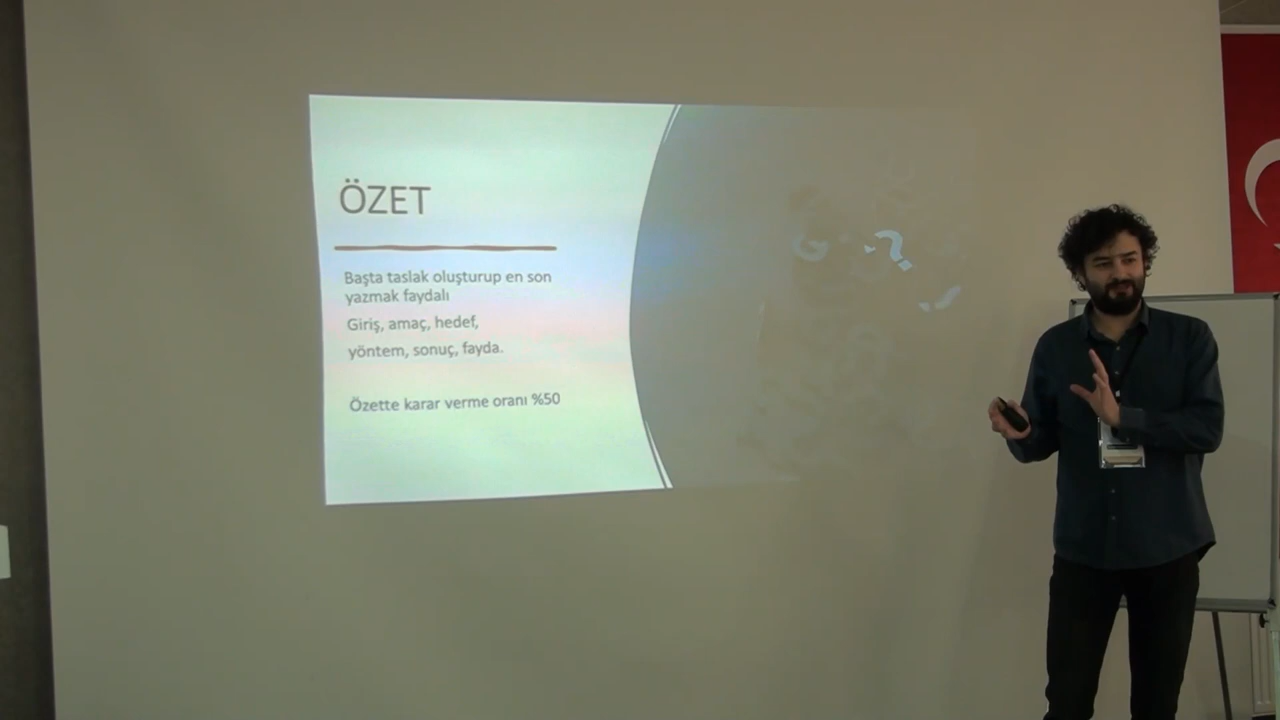 ÖZET
Başta taslak oluşturup en son
yazmak faydalı
Giriş, amaç, hedef,
yöntem, sonuç, fayda.
Özette karar verme oranı %50
?